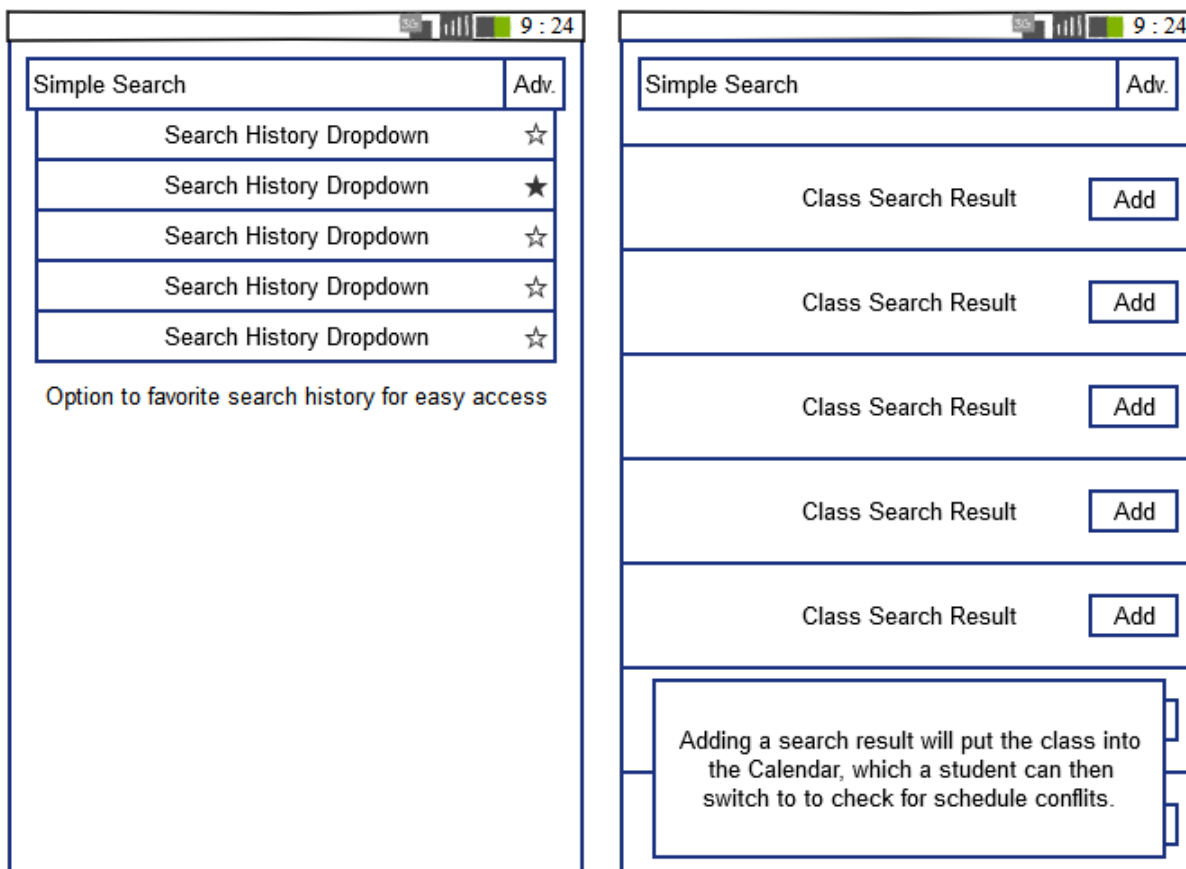 3G 9 : 24
Simple Search Adv.
Search History Dropdown
Search History Dropdown
Search History Dropdown
Search History Dropdown
Search History Dropdown
Option to favorite search history for easy access
3G 9 : 24
Simple Search Adv.
Class Search Result Add
Class Search Result Add
Class Search Result Add
Class Search Result Add
Class Search Result Add
Adding a search result will put the class into
the Calendar, which a student can then
switch to to check for schedule conflits.